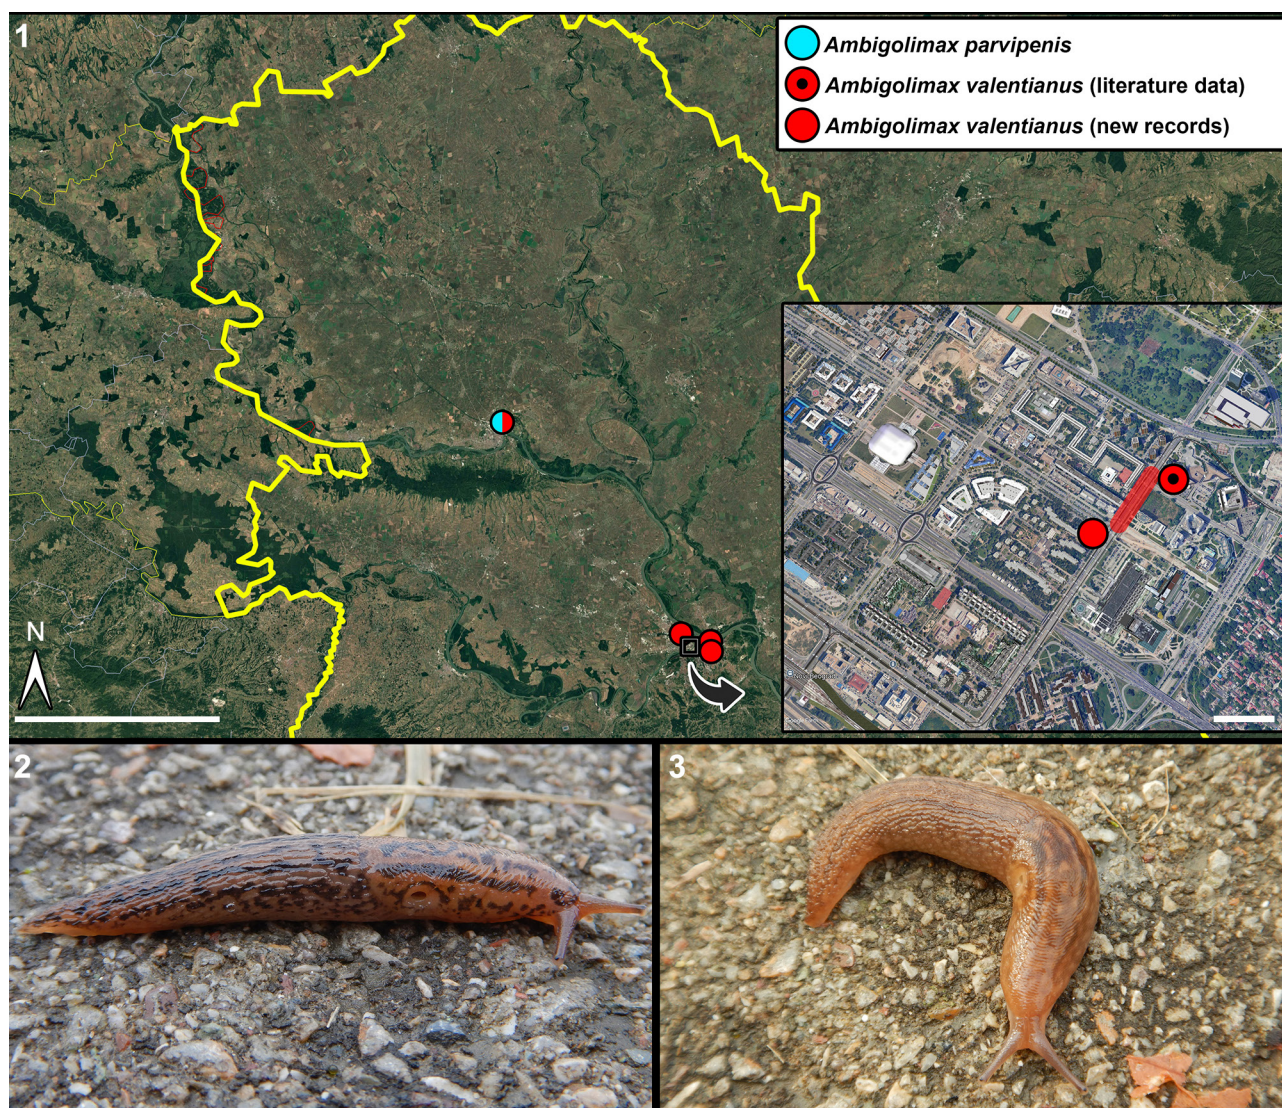 1
Ambigolimax parvipenis
Ambigolimax valentianus (literature data)
Ambigolimax valentianus (new records)
N
2
3